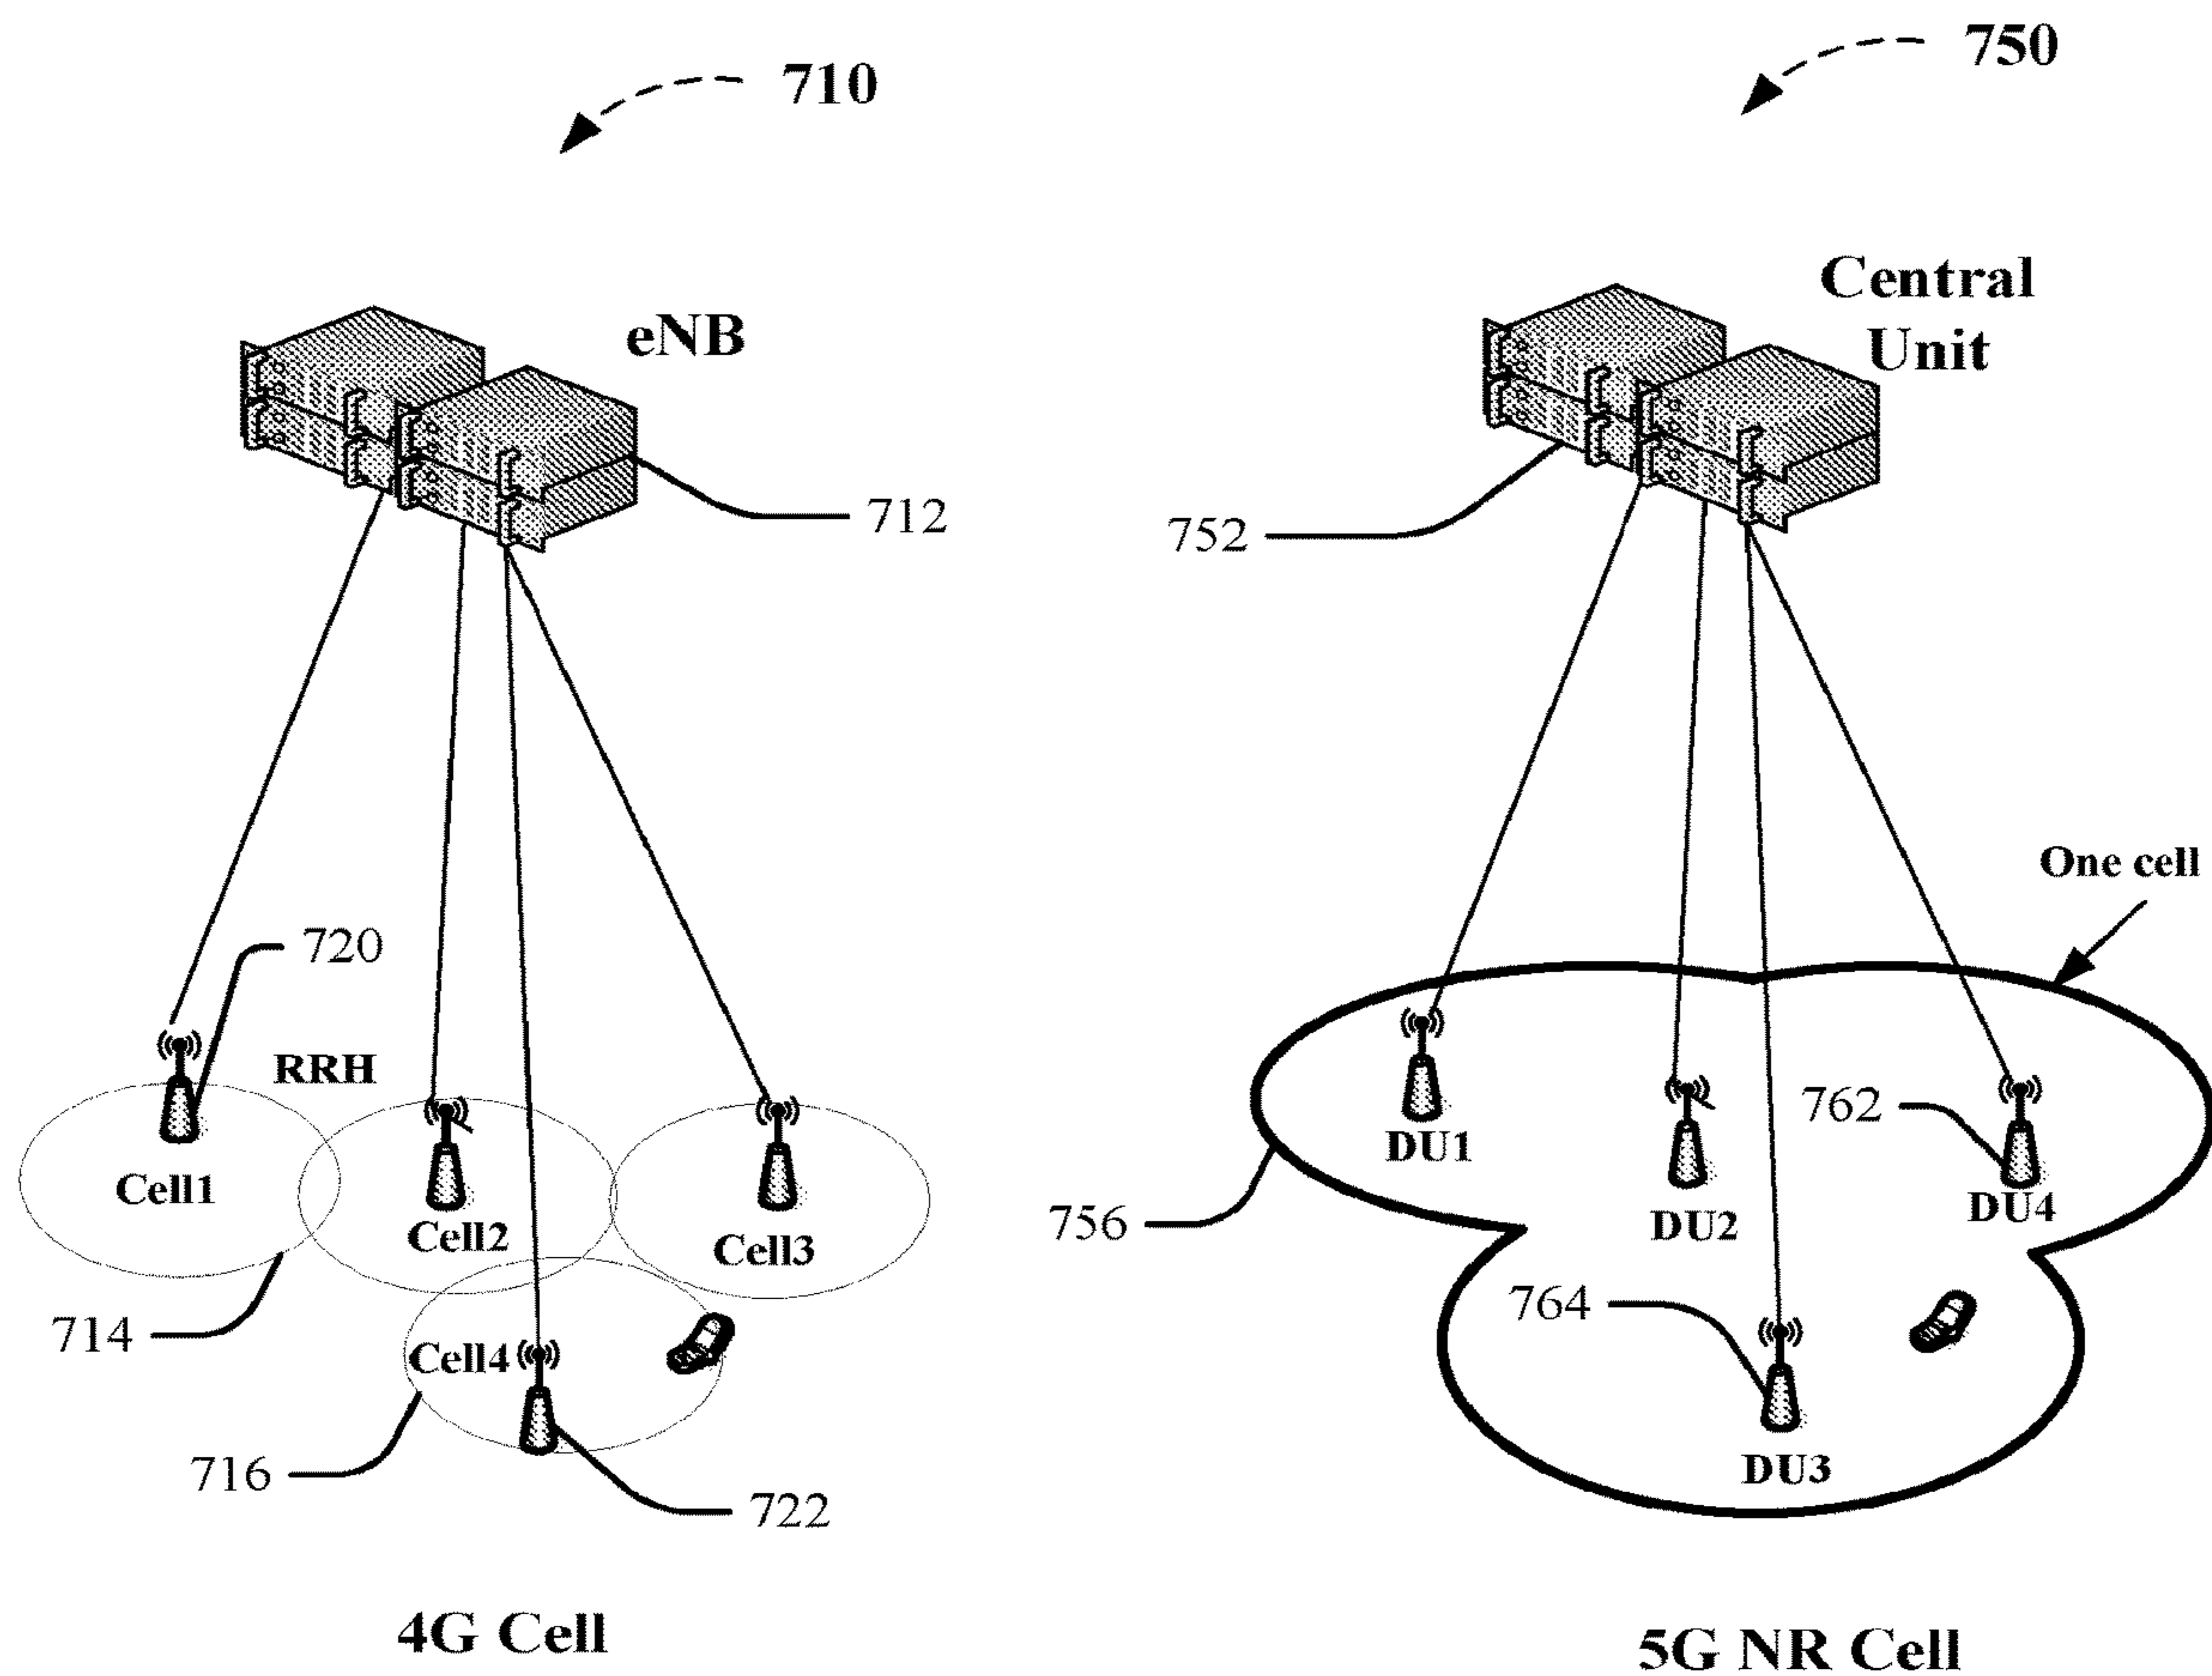 710
eNB
712
720
RRH
Cell1
Cell2
Cell3
714
Cell4
716
722
4G Cell
750
Central
Unit
752
One cell
DU1
762
DU2
DU4
756
764
DU3
5G NR Cell